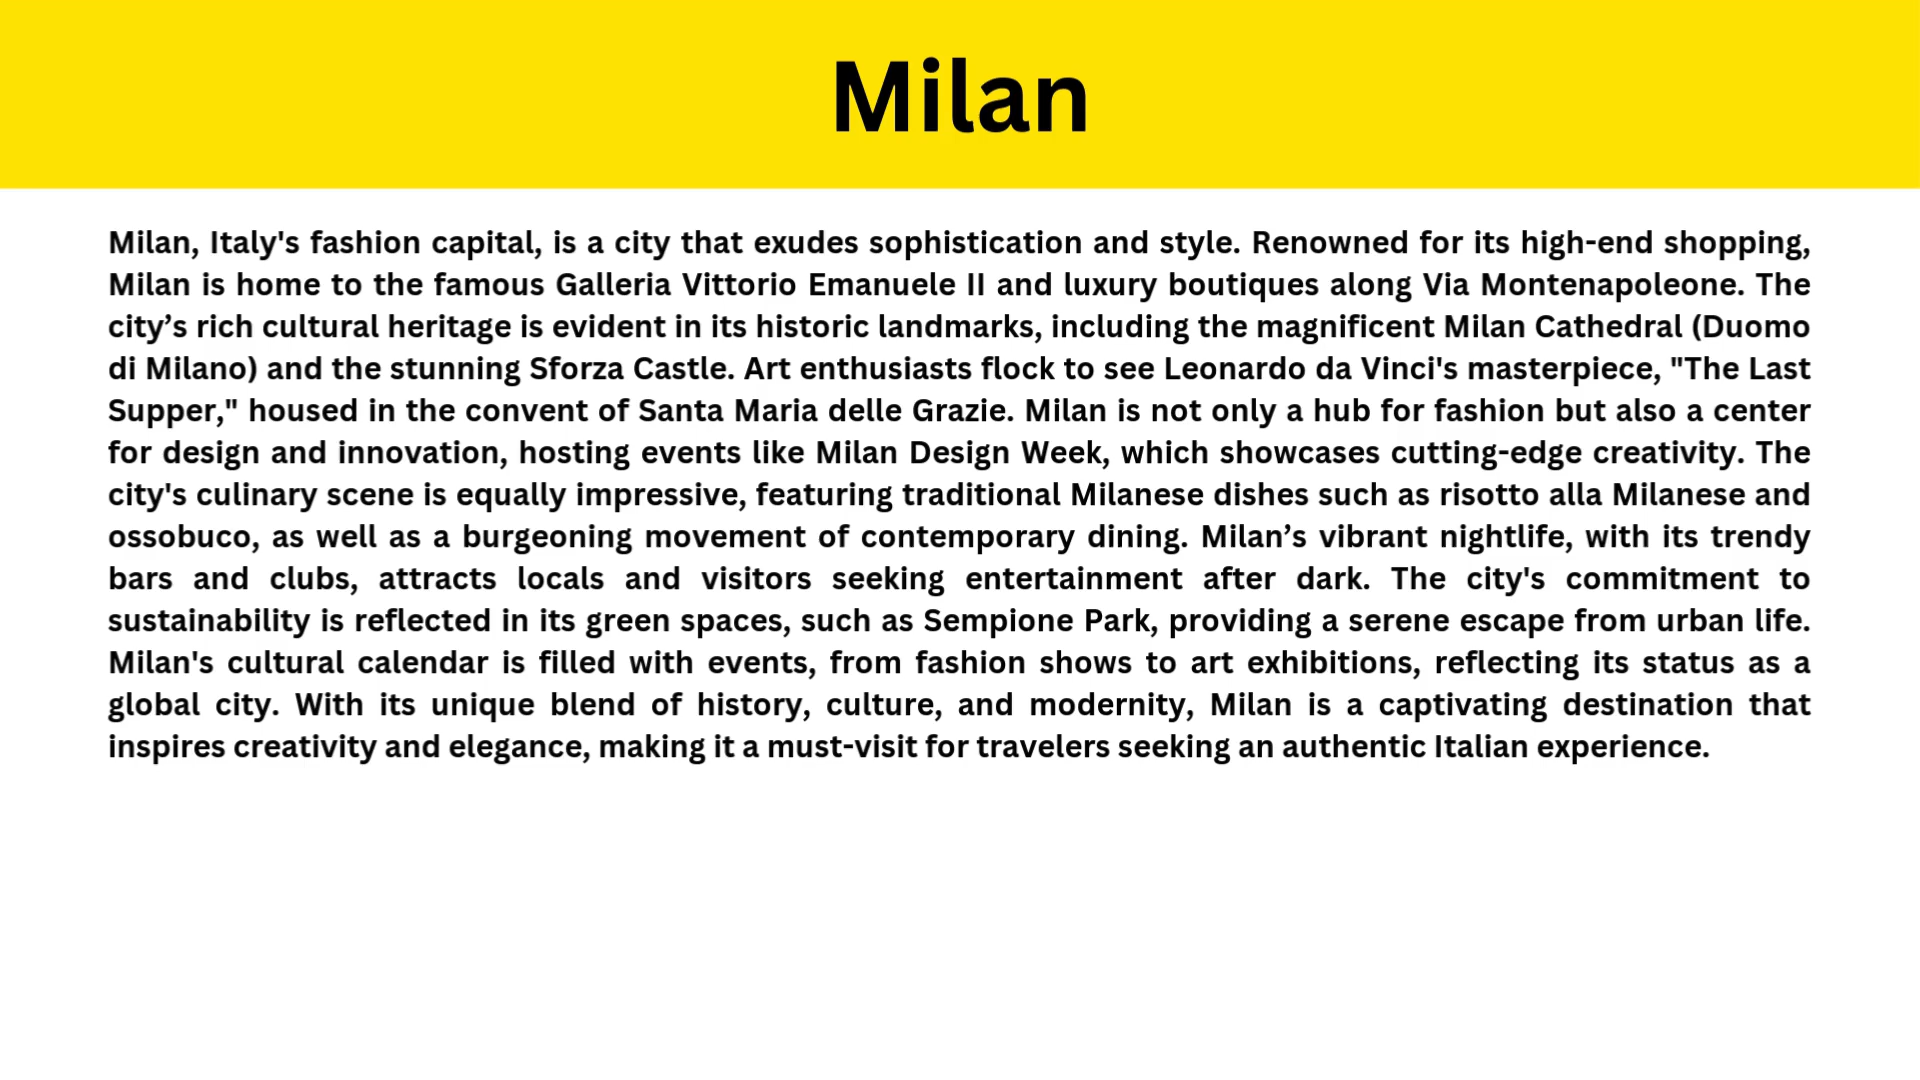 Milan
Milan, Italy's fashion capital, is a city that exudes sophistication and style. Renowned for its high-end shopping,
Milan is home to the famous Galleria Vittorio Emanuele II and luxury boutiques along Via Montenapoleone. The
city’s rich cultural heritage is evident in its historic landmarks, including the magnificent Milan Cathedral (Duomo
di Milano) and the stunning Sforza Castle. Art enthusiasts flock to see Leonardo da Vinci's masterpiece, "The Last
Supper," housed in the convent of Santa Maria delle Grazie. Milan is not only a hub for fashion but also a center
for design and innovation, hosting events like Milan Design Week, which showcases cutting-edge creativity. The
city's culinary scene is equally impressive, featuring traditional Milanese dishes such as risotto alla Milanese and
ossobuco, as well as a burgeoning movement of contemporary dining. Milan’s vibrant nightlife, with its trendy
bars and clubs, attracts locals and visitors seeking entertainment after dark. The city's commitment to
sustainability is reflected in its green spaces, such as Sempione Park, providing a serene escape from urban life.
Milan's cultural calendar is filled with events, from fashion shows to art exhibitions, reflecting its status as a
global city. With its unique blend of history, culture, and modernity, Milan is a captivating destination that
inspires creativity and elegance, making it a must-visit for travelers seeking an authentic Italian experience.